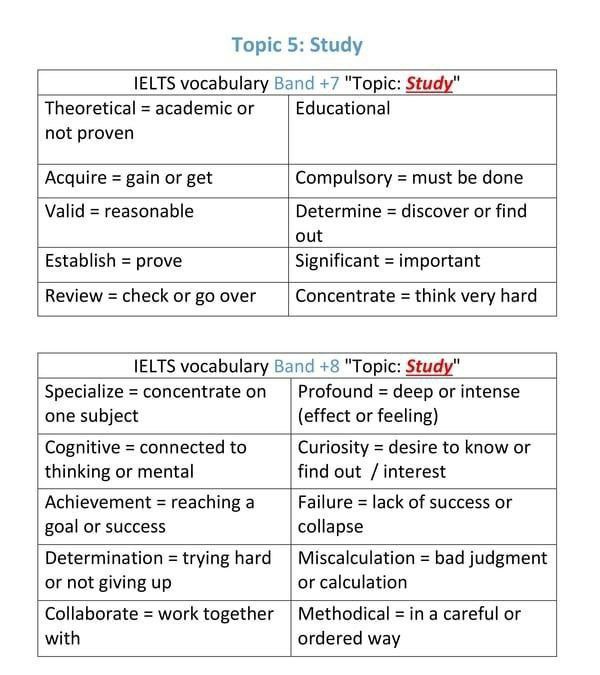 Topic 5: Study
IELTS vocabulary Band +7 "Topic: Study"
Theoretical = academic or
not proven
Educational
Acquire = gain or get
Compulsory = must be done
Valid = reasonable
Determine = discover or find
out
Establish = prove
Significant = important
Review = check or go over
Concentrate = think very hard
IELTS vocabulary Band +8 "Topic: Study"
Specialize = concentrate on
one subject
Profound = deep or intense
(effect or feeling)
Cognitive = connected to
thinking or mental
Curiosity = desire to know or
find out / interest
Achievement = reaching a
goal or success
Failure = lack of success or
collapse
Determination = trying hard
or not giving up
Miscalculation = bad judgment
or calculation
Collaborate = work together
with
Methodical = in a careful or
ordered way